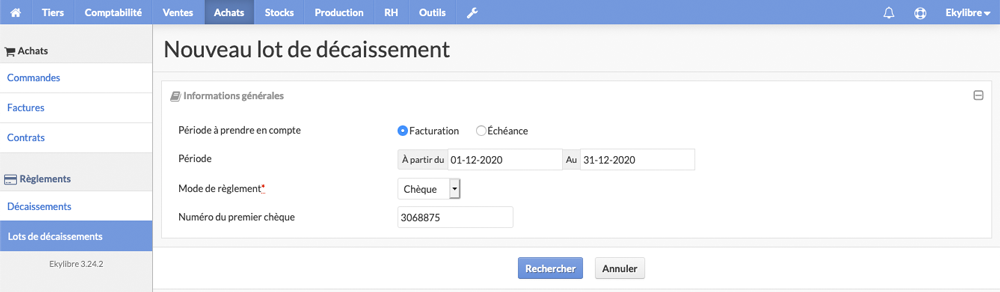 Tiers Comptabilité Ventes Achats Stocks Production RH Outils Ekylibre
Achats
Commandes
Factures
Contrats
Règlements
Décaissements
Lots de décaissements
Ekylibre 3.24.2
Nouveau lot de décaissement
Informations générales
Période à prendre en compte Facturation Échéance
Période À partir du 01-12-2020 Au 31-12-2020
Mode de règlement* Chèque
Numéro du premier chèque 3068875
Rechercher Annuler